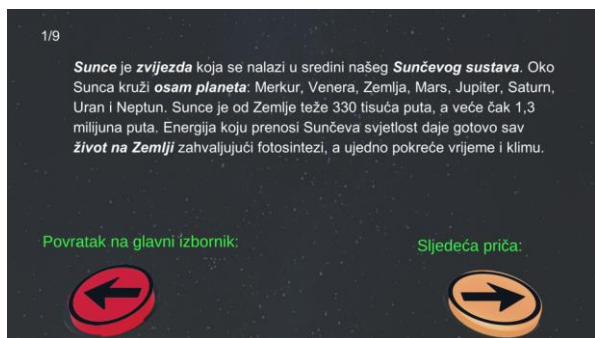 1/9
Sunce je zvijezda koja se nalazi u sredini našeg Sunčevog sustava. Oko
Sunca kruži osam planeta: Merkur, Venera, Zemlja, Mars, Jupiter, Saturn,
Uran i Neptun. Sunce je od Zemlje teže 330 tisuća puta, a veće čak 1,3
milijuna puta. Energija koju prenosi Sunčeva svjetlost daje gotovo sav
život na Zemlji zahvaljujući fotosintezi, a ujedno pokreće vrijeme i klimu.
Povratak na glavni izbornik:
Sljedeća priča: